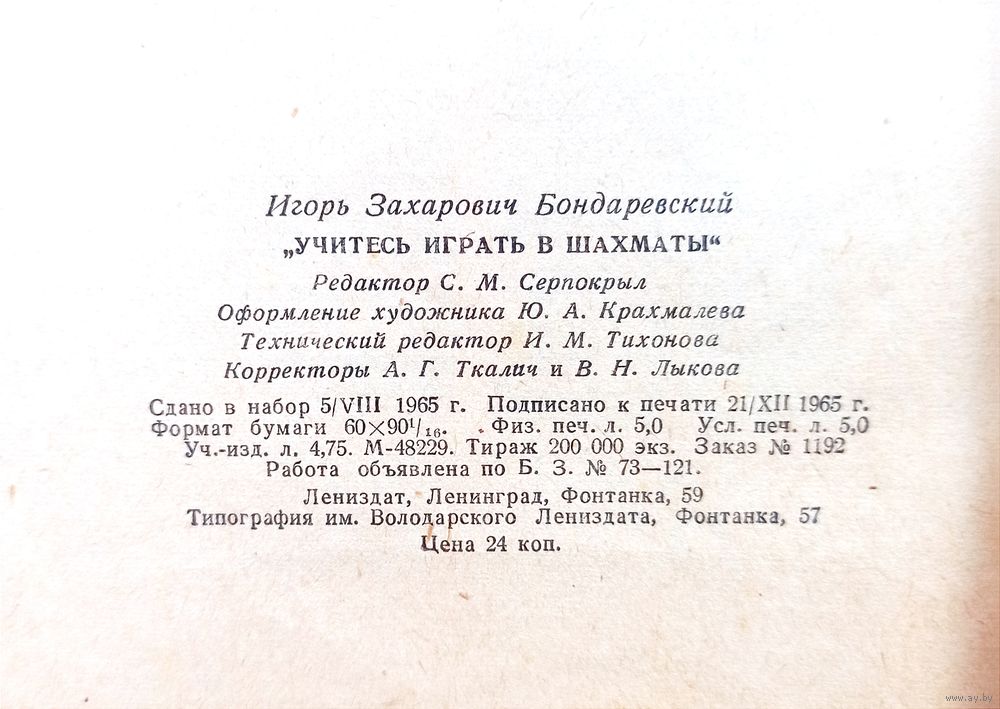 Игорь Захарович Бондаревский
„УЧИТЕСЬ ИГРАТЬ В ШАХМАТЫ“
Редактор С. М. Серпокрыл
Оформление художника Ю. А. Крахмалева
Технический редактор И. М. Тихонова
Корректоры А. Г. Ткалич и В. Н. Лыкова
Сдано в набор 5/VIII 1965 г. Подписано к печати 21/XII 1965 г.
Формат бумаги 60×90¹/₁₆. Физ. печ. л. 5,0 Усл. печ. л. 5,0
Уч.-изд. л. 4,75. М-48229. Тираж 200 000 экз. Заказ № 1192
Работа объявлена по Б. З. № 73—121.
Лениздат, Ленинград, Фонтанка, 59
Типография им. Володарского Лениздата, Фонтанка, 57
Цена 24 коп.
www.ay.by